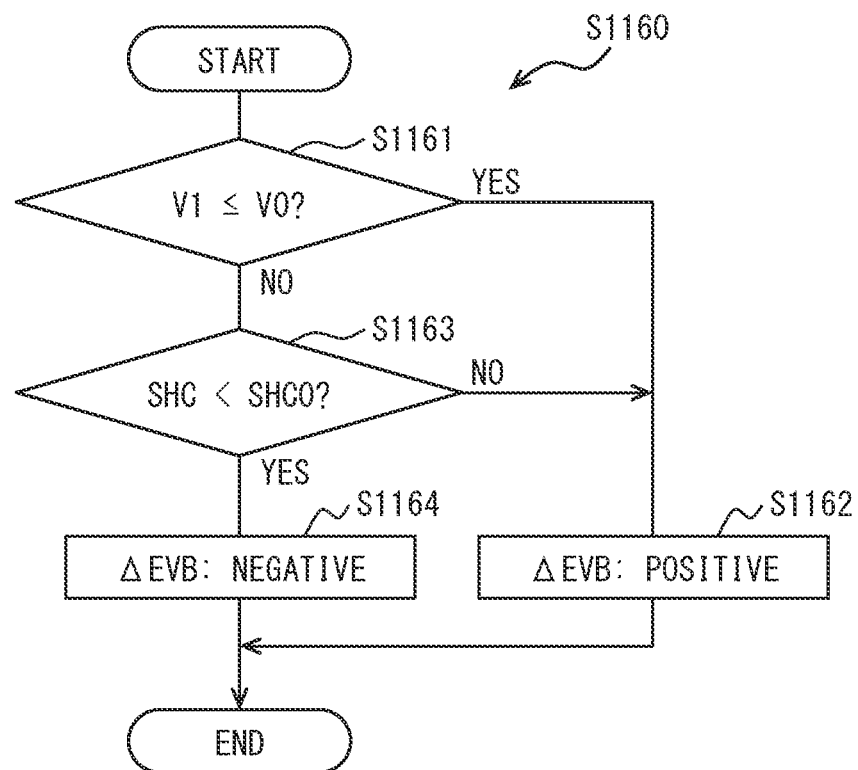 S1160
START
S1161
V1 ≦ V0?
YES
NO
S1163
SHC < SHC0?
NO
YES
S1164
ΔEVB: NEGATIVE
S1162
ΔEVB: POSITIVE
END